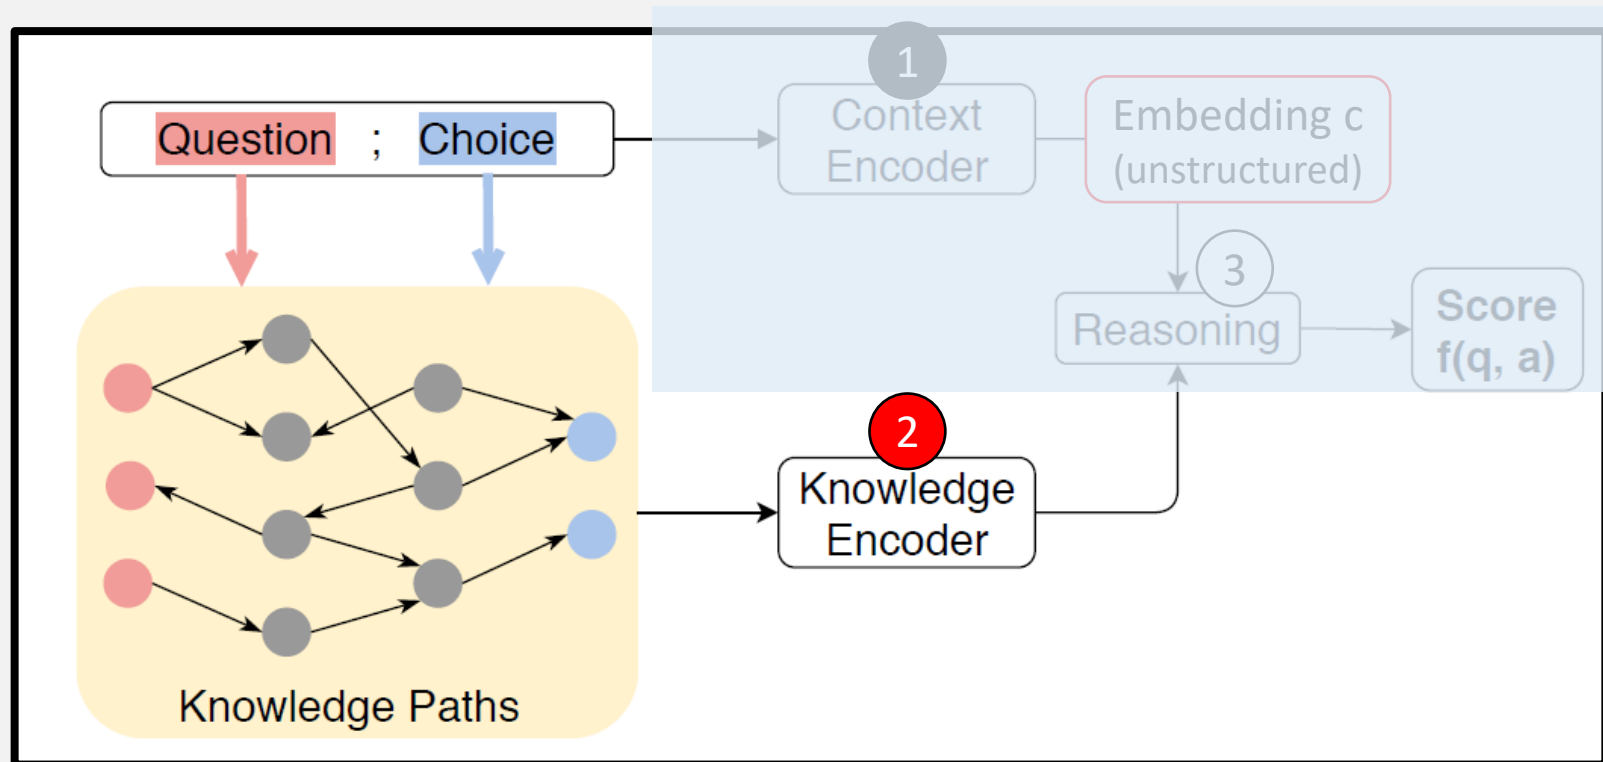 1
Question ; Choice
Context
Encoder
Embedding c
(unstructured)
3
Reasoning
Score
f(q, a)
2
Knowledge
Encoder
Knowledge Paths